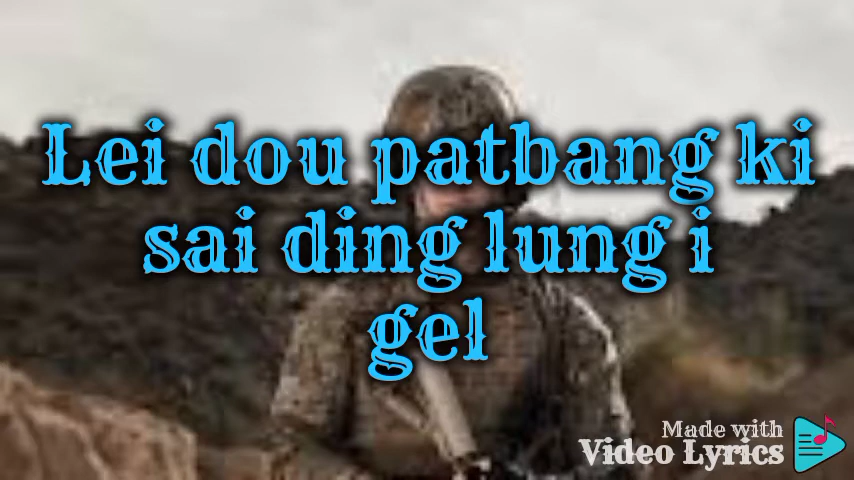 Lei dou patbang ki
sai ding lung i
gel
Made with
Video Lyrics